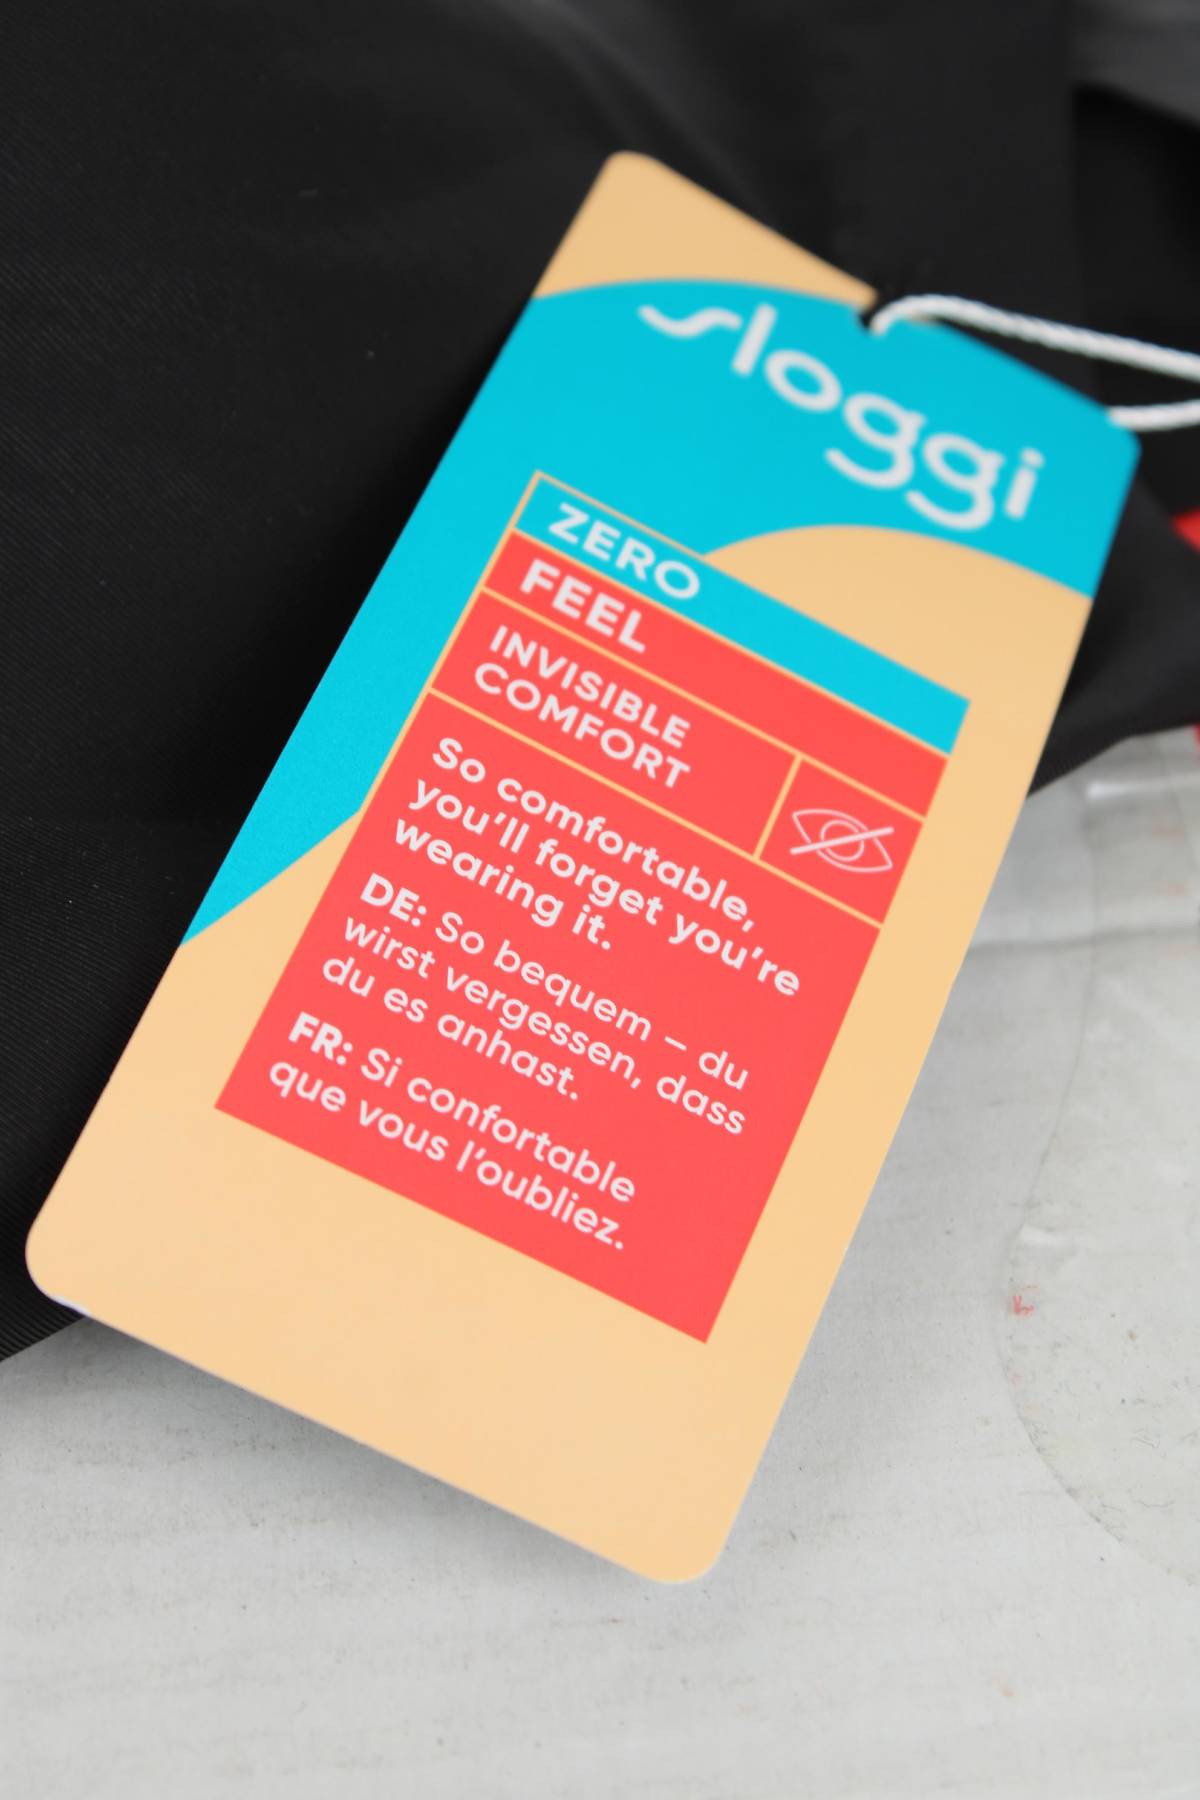 sloggi
ZERO
FEEL
INVISIBLE
COMFORT
So comfortable,
you'll forget you're
wearing it.
DE: So bequem – du
wirst vergessen, dass
du es anhast.
FR: Si confortable
que vous l'oubliez.